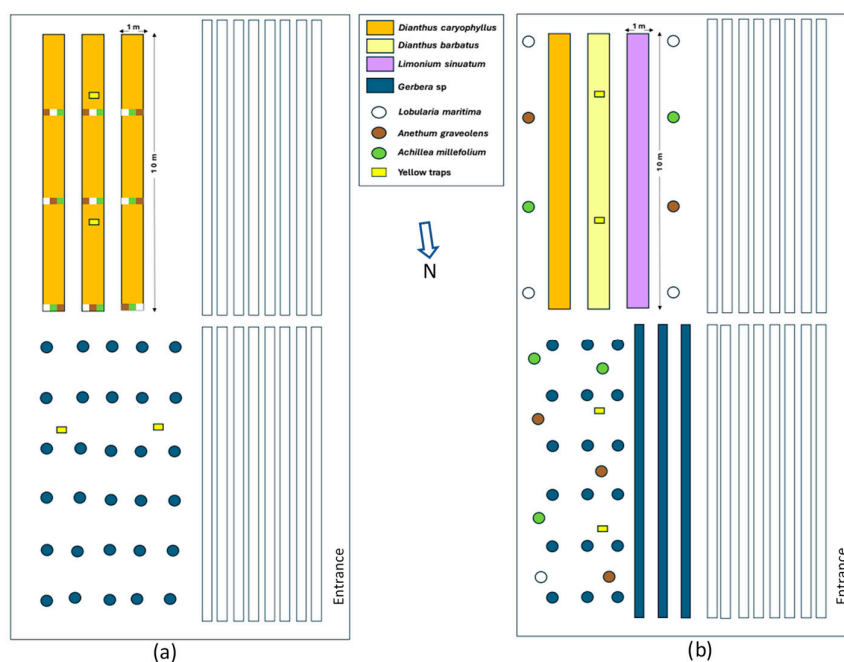 1 m
10 m
Entrance
(a)
Dianthus caryophyllus
Dianthus barbatus
Limonium sinuatum
Gerbera sp
Lobularia maritima
Anethum graveolens
Achillea millefolium
Yellow traps
N
1 m
10 m
Entrance
(b)